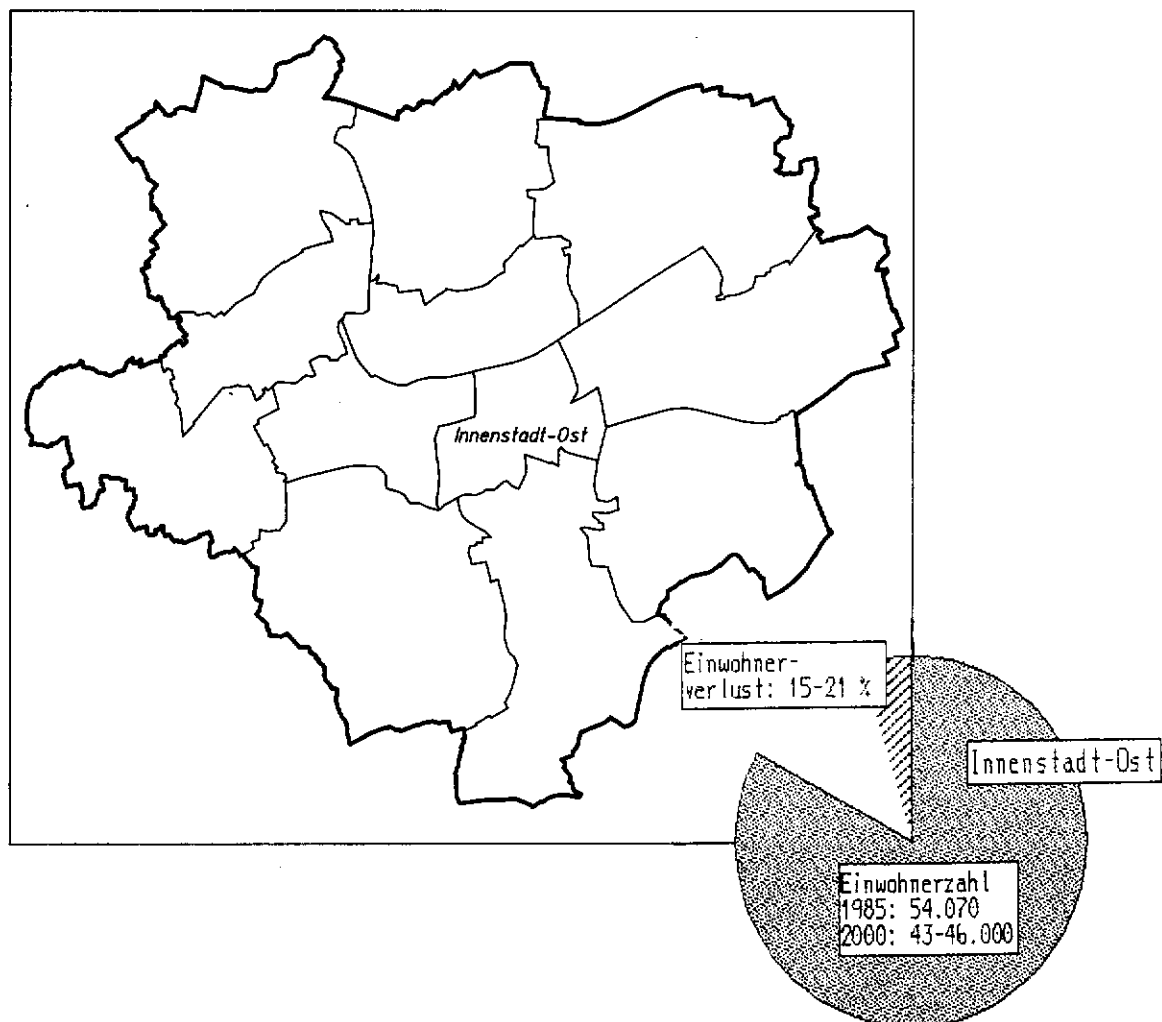 Innenstadt-Ost
Einwohner-
verlust: 15-21 %
Innenstadt-Ost
Einwohnerzahl
1985: 54.070
2000: 43-46.000